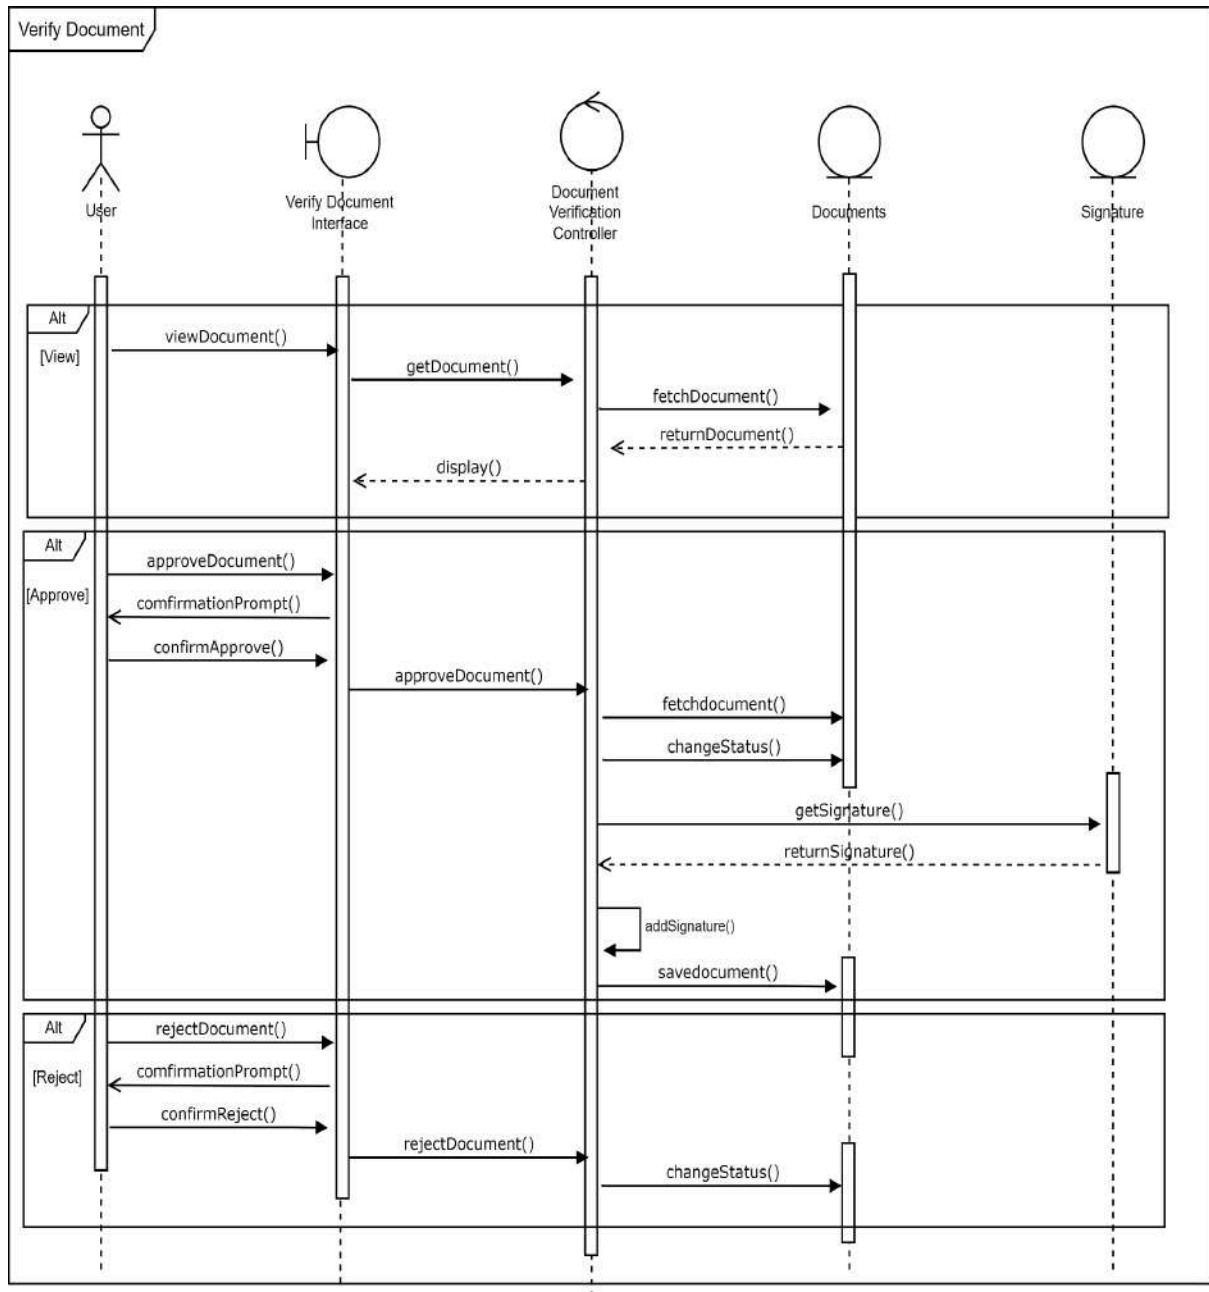 Verify Document
User
Verify Document
Interface
Document
Verification
Controller
Documents
Signature
Alt
[View]
viewDocument()
getDocument()
fetchDocument()
returnDocument()
display()
Alt
[Approve]
approveDocument()
comfirmationPrompt()
confirmApprove()
approveDocument()
fetchdocument()
changeStatus()
getSignature()
returnSignature()
addSignature()
savedocument()
Alt
[Reject]
rejectDocument()
comfirmationPrompt()
confirmReject()
rejectDocument()
changeStatus()